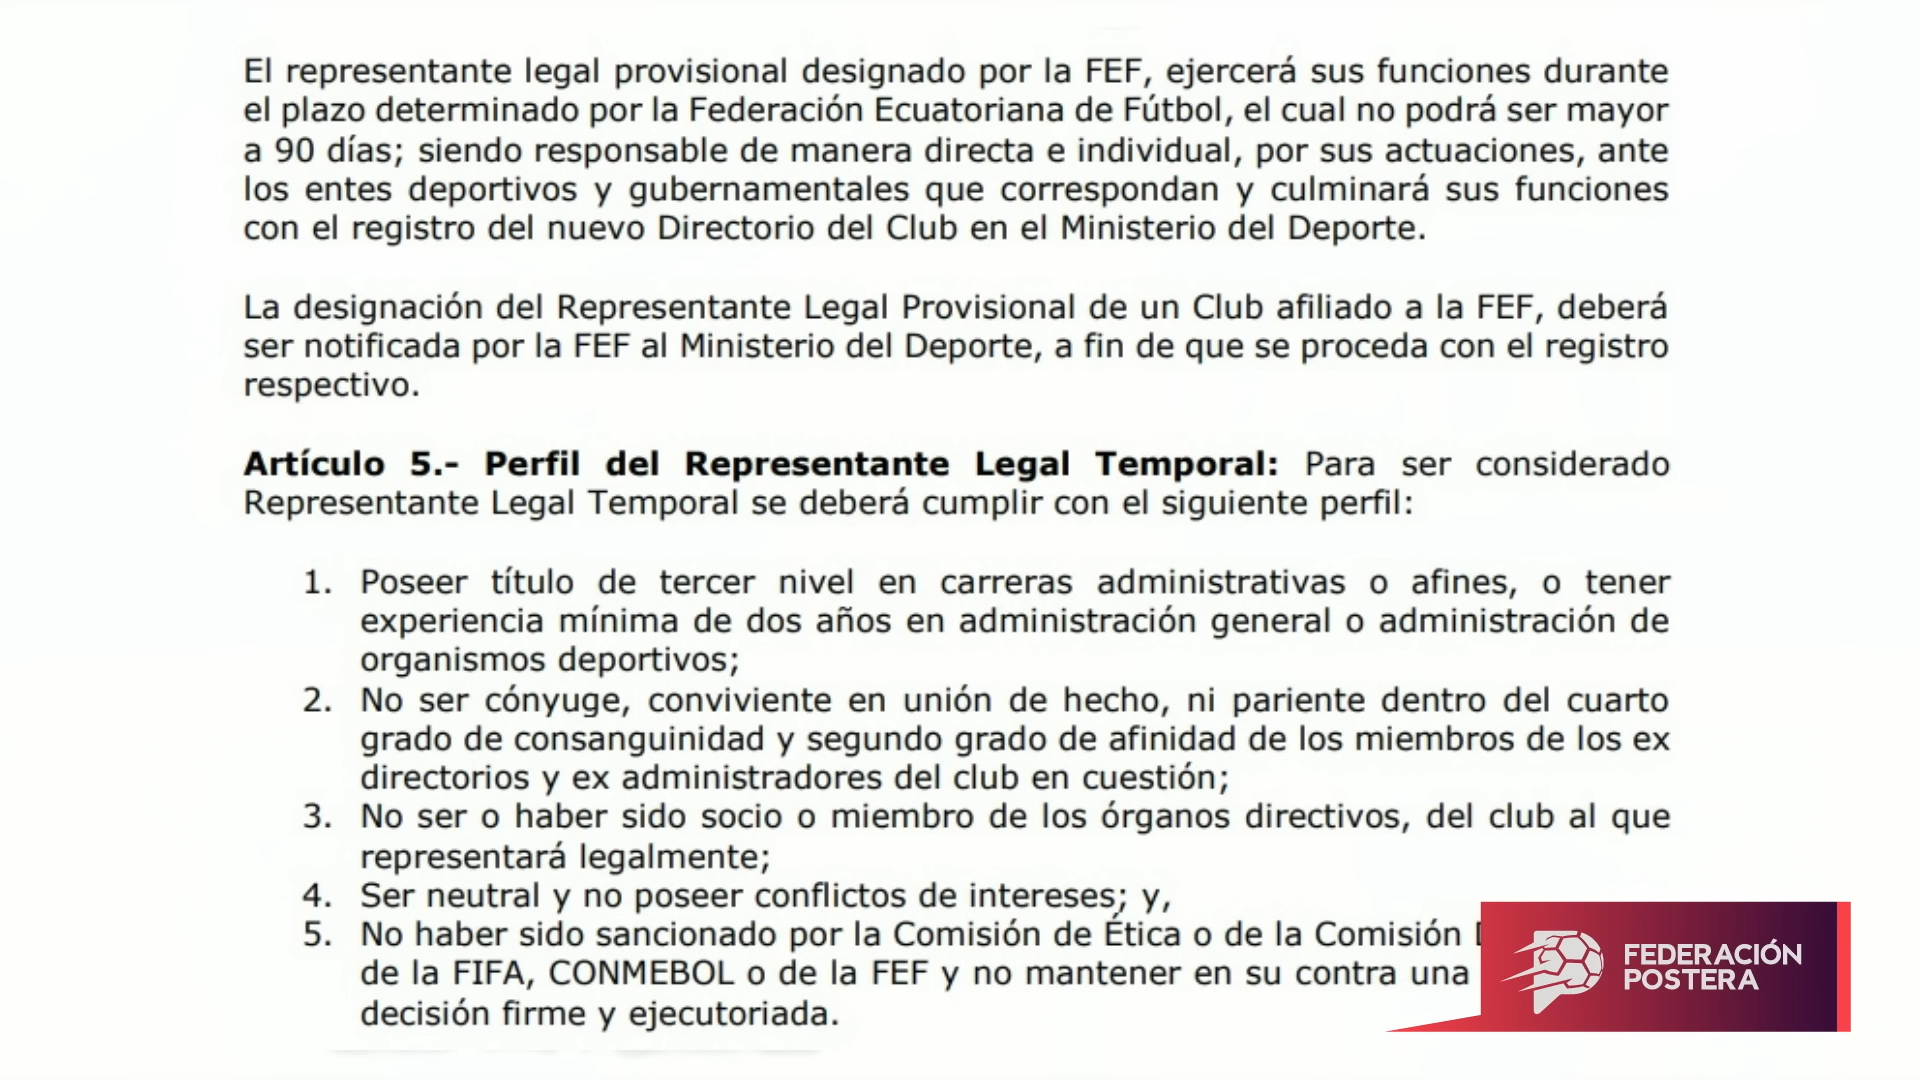 El representante legal provisional designado por la FEF, ejercerá sus funciones durante
el plazo determinado por la Federación Ecuatoriana de Fútbol, el cual no podrá ser mayor
a 90 días; siendo responsable de manera directa e individual, por sus actuaciones, ante
los entes deportivos y gubernamentales que correspondan y culminará sus funciones
con el registro del nuevo Directorio del Club en el Ministerio del Deporte.
La designación del Representante Legal Provisional de un Club afiliado a la FEF, deberá
ser notificada por la FEF al Ministerio del Deporte, a fin de que se proceda con el registro
respectivo.
Artículo 5.- Perfil del Representante Legal Temporal: Para ser considerado
Representante Legal Temporal se deberá cumplir con el siguiente perfil:
1. Poseer título de tercer nivel en carreras administrativas o afines, o tener
experiencia mínima de dos años en administración general o administración de
organismos deportivos;
2. No ser cónyuge, conviviente en unión de hecho, ni pariente dentro del cuarto
grado de consanguinidad y segundo grado de afinidad de los miembros de los ex
directorios y ex administradores del club en cuestión;
3. No ser o haber sido socio o miembro de los órganos directivos, del club al que
representará legalmente;
4. Ser neutral y no poseer conflictos de intereses; y,
5. No haber sido sancionado por la Comisión de Ética o de la Comisión
de la FIFA, CONMEBOL o de la FEF y no mantener en su contra una
decisión firme y ejecutoriada.
FEDERACIÓN
POSTERA